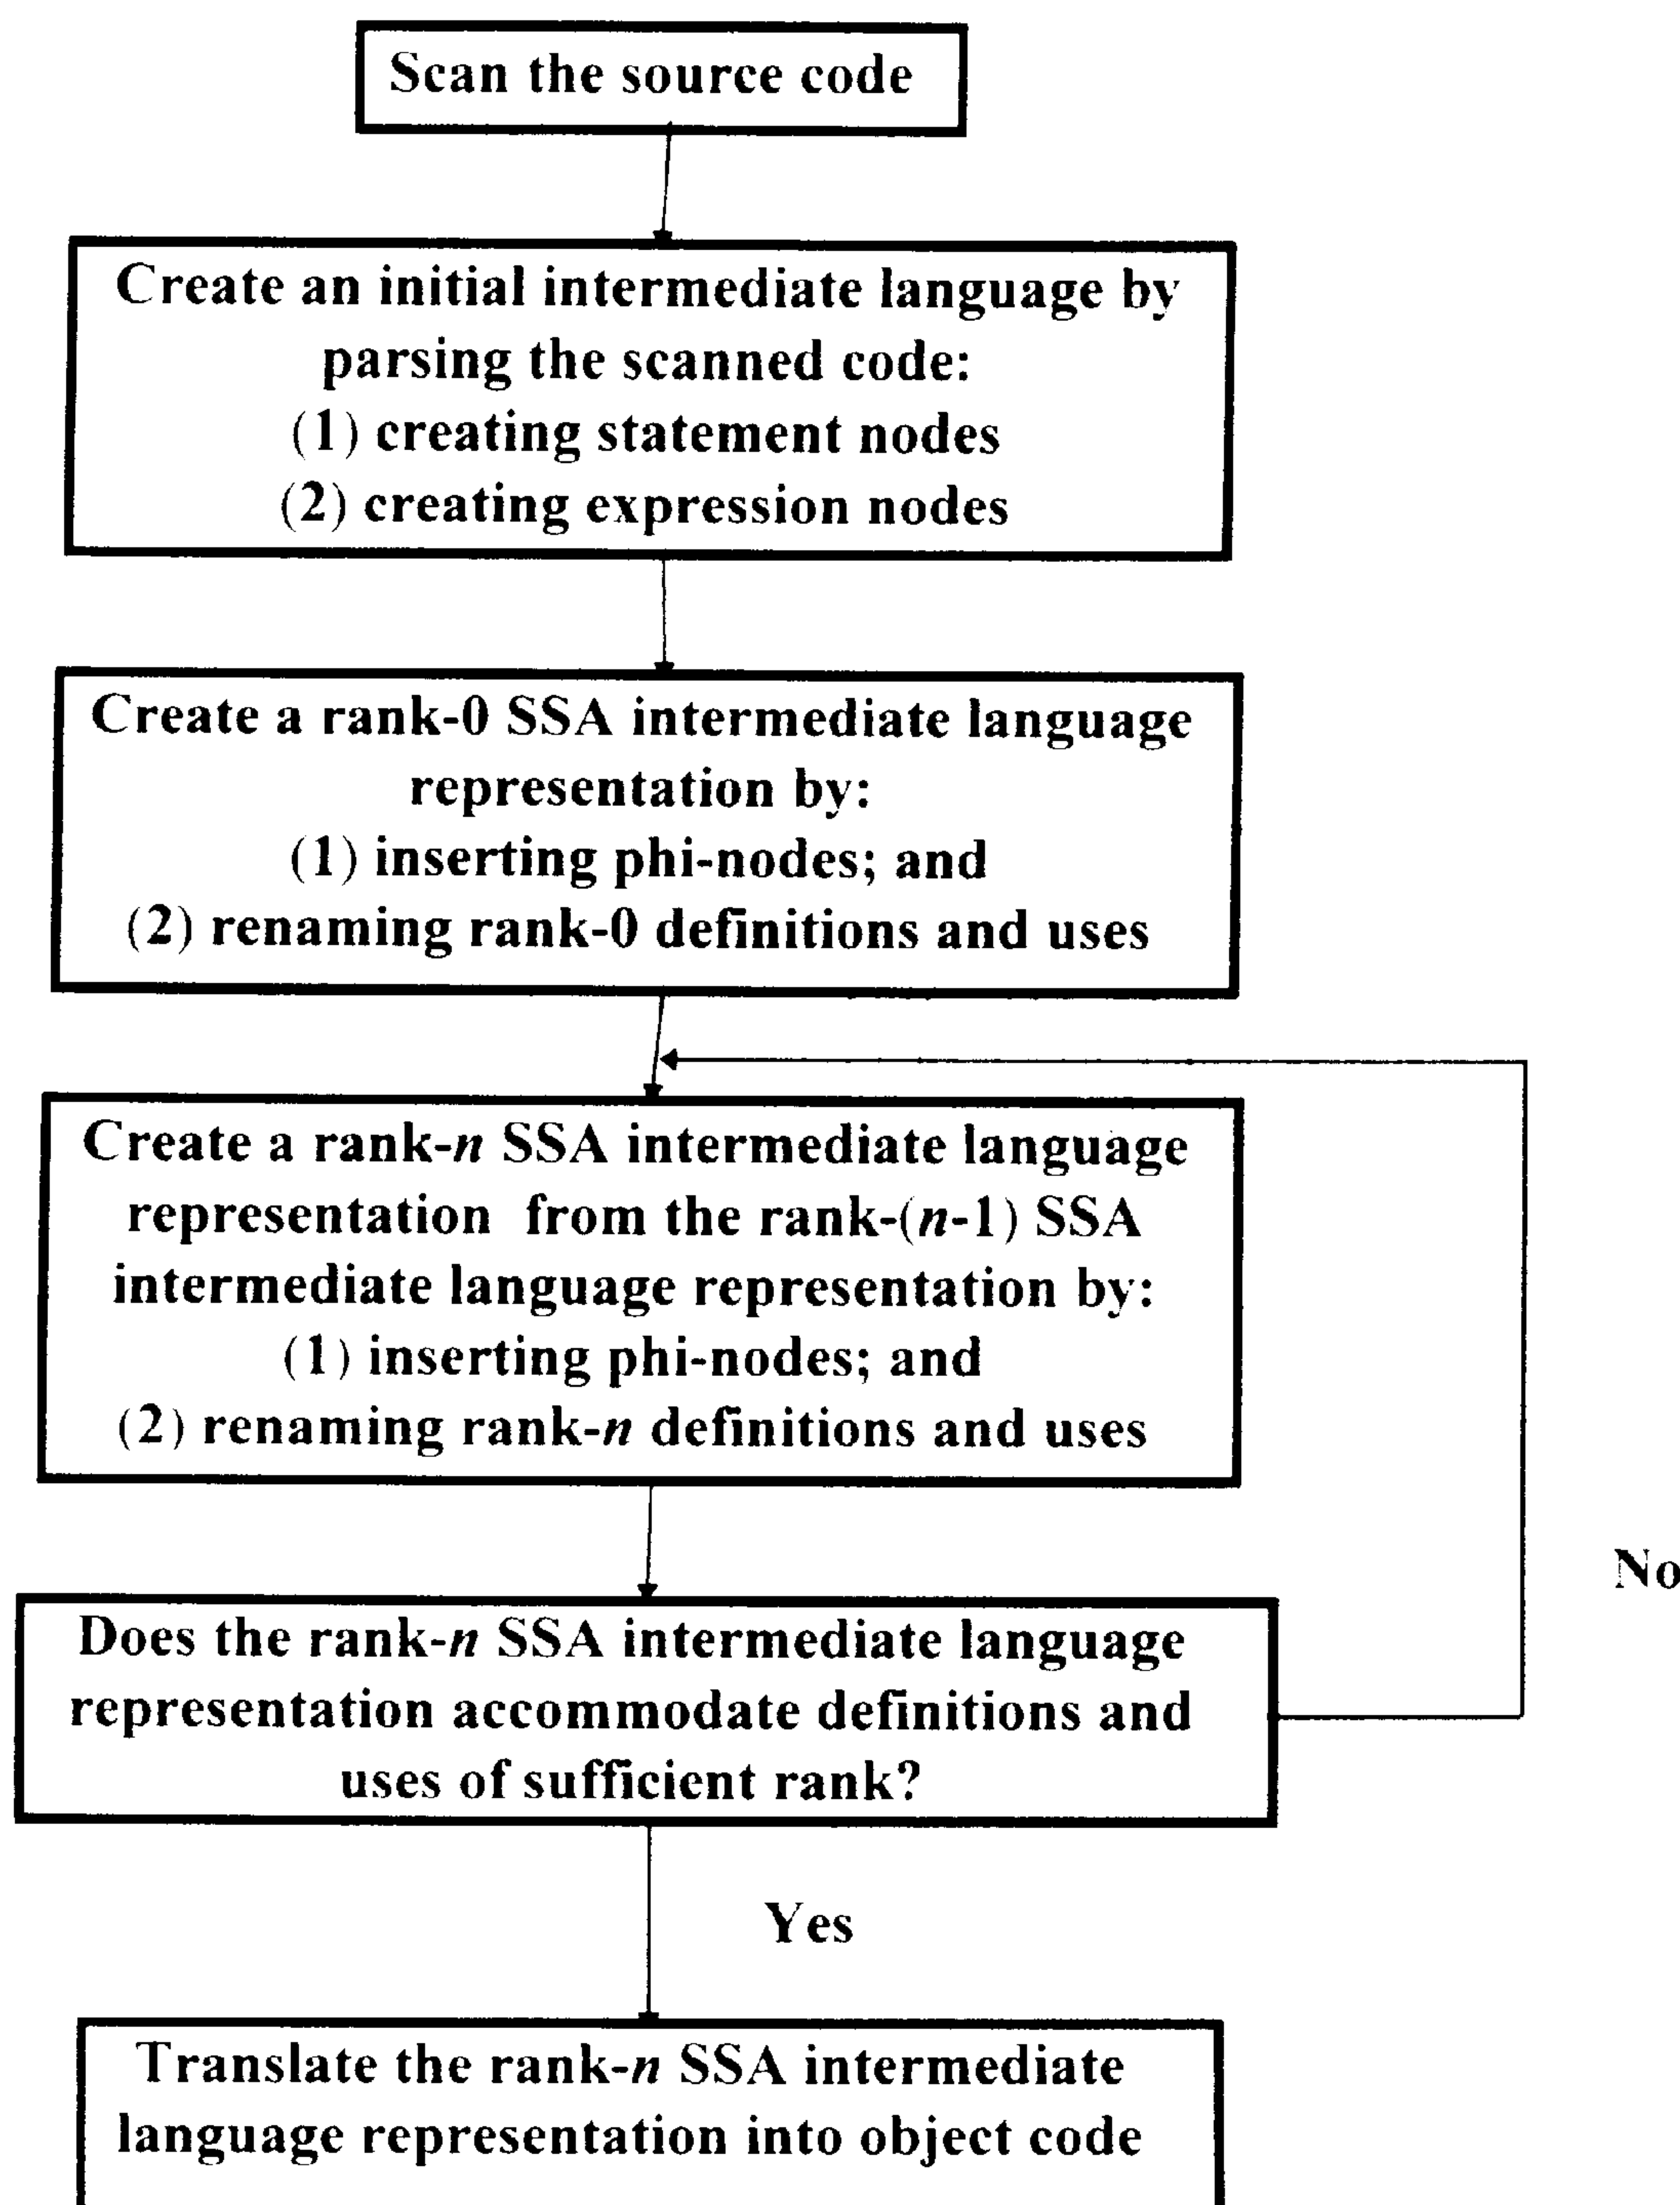 Scan the source code
Create an initial intermediate language by
parsing the scanned code:
(1) creating statement nodes
(2) creating expression nodes
Create a rank-0 SSA intermediate language
representation by:
(1) inserting phi-nodes; and
(2) renaming rank-0 definitions and uses
Create a rank-n SSA intermediate language
representation from the rank-(n-1) SSA
intermediate language representation by:
(1) inserting phi-nodes; and
(2) renaming rank-n definitions and uses
No
Does the rank-n SSA intermediate language
representation accommodate definitions and
uses of sufficient rank?
Yes
Translate the rank-n SSA intermediate
language representation into object code